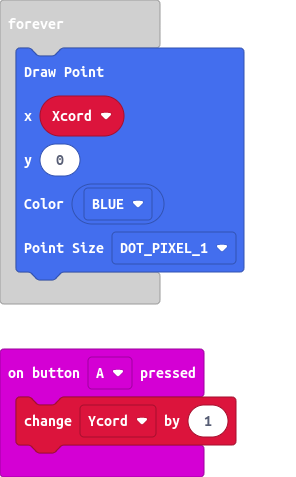 forever
Draw Point
x Xcord
y 0
Color BLUE
Point Size DOT_PIXEL_1
on button A pressed
change Ycord by 1